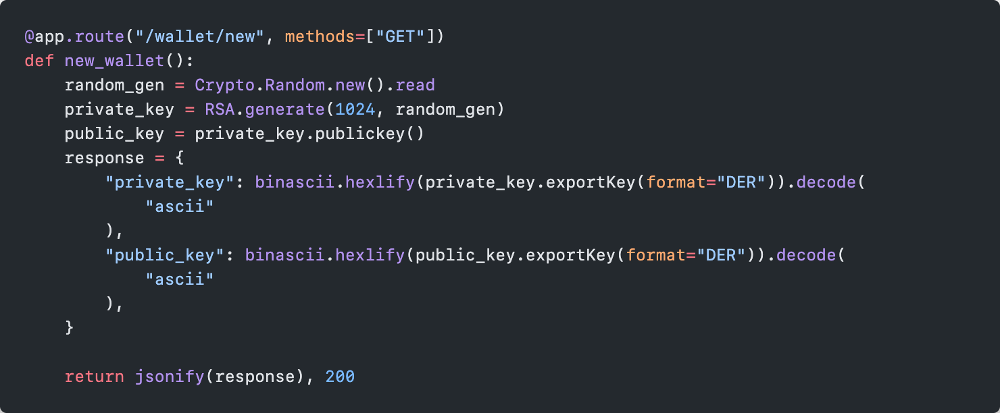 @app.route("/wallet/new", methods=["GET"])
def new_wallet():
    random_gen = Crypto.Random.new().read
    private_key = RSA.generate(1024, random_gen)
    public_key = private_key.publickey()
    response = {
        "private_key": binascii.hexlify(private_key.exportKey(format="DER")).decode(
            "ascii"
        ),
        "public_key": binascii.hexlify(public_key.exportKey(format="DER")).decode(
            "ascii"
        ),
    }

    return jsonify(response), 200